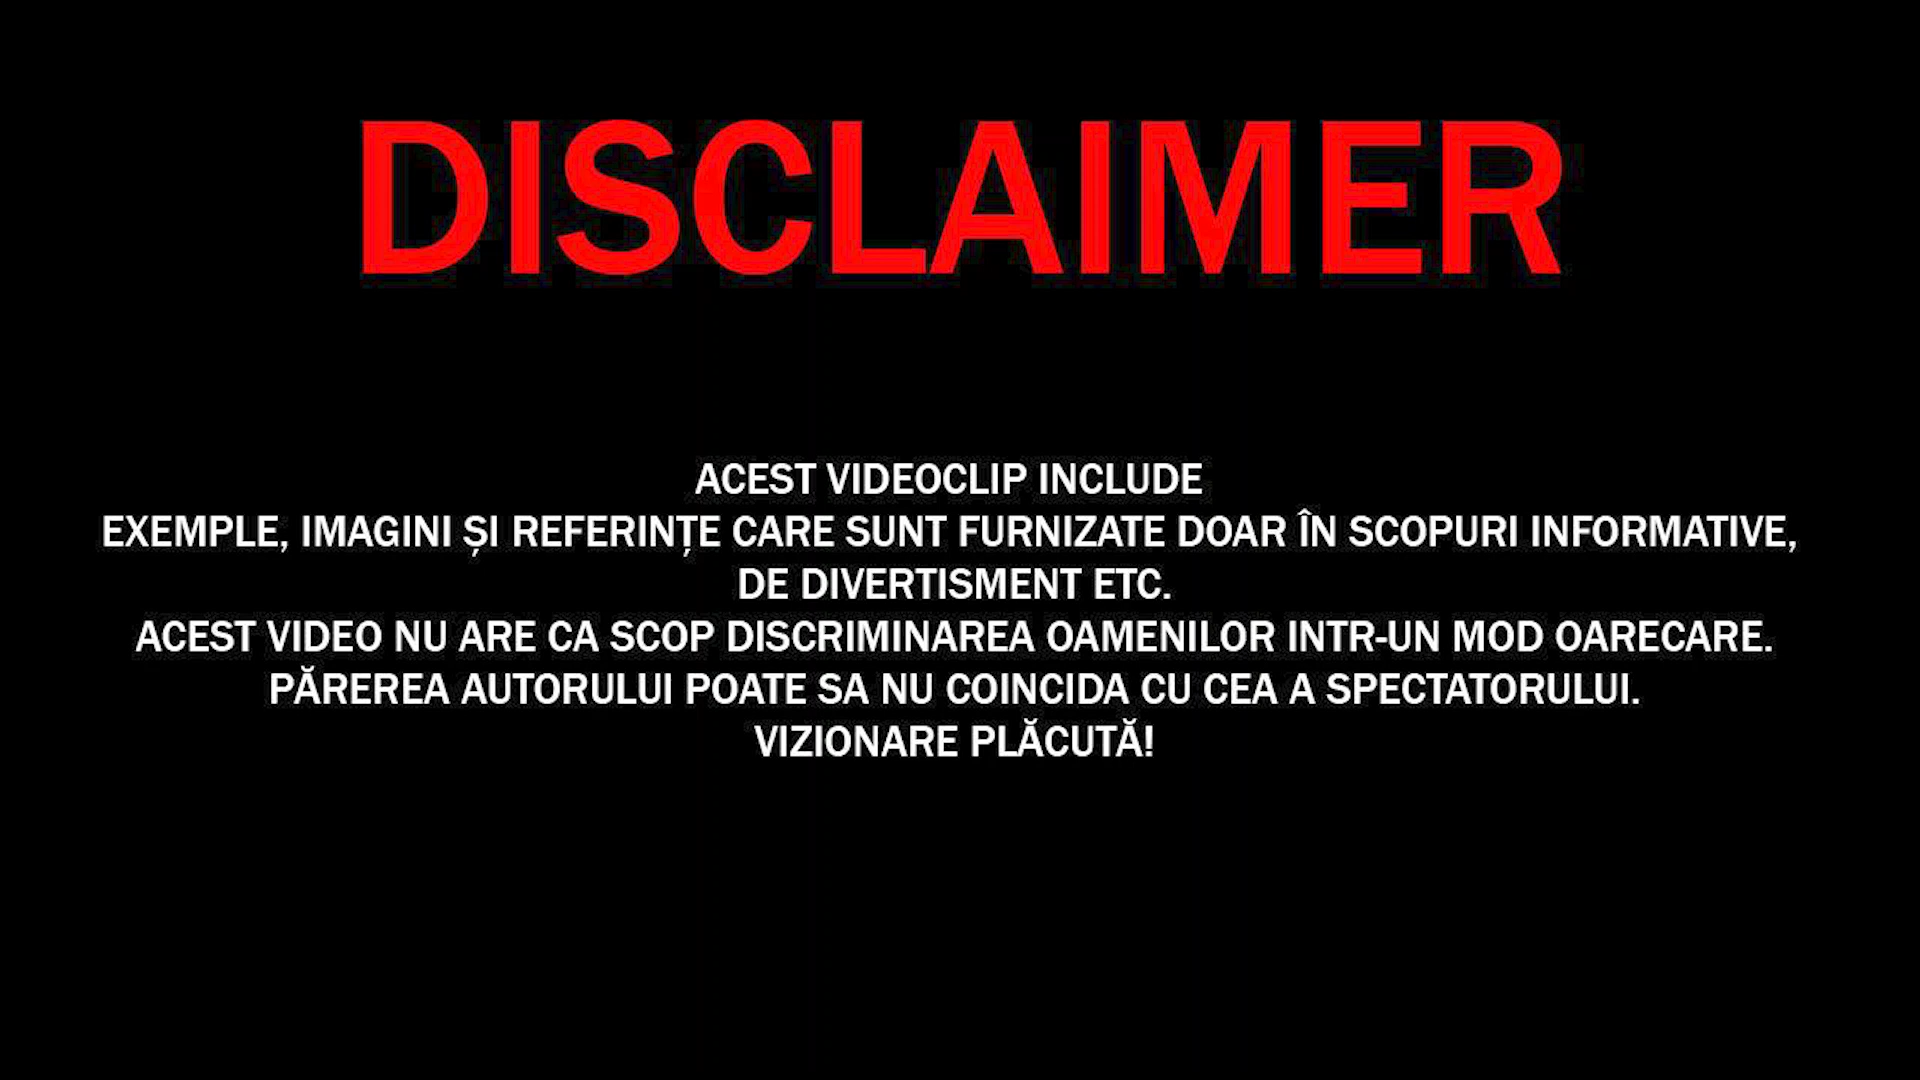 DISCLAIMER
ACEST VIDEOCLIP INCLUDE
EXEMPLE, IMAGINI ȘI REFERINȚE CARE SUNT FURNIZATE DOAR ÎN SCOPURI INFORMATIVE,
DE DIVERTISMENT ETC.
ACEST VIDEO NU ARE CA SCOP DISCRIMINAREA OAMENILOR INTR-UN MOD OARECARE.
PĂREREA AUTORULUI POATE SA NU COINCIDA CU CEA A SPECTATORULUI.
VIZIONARE PLĂCUTĂ!